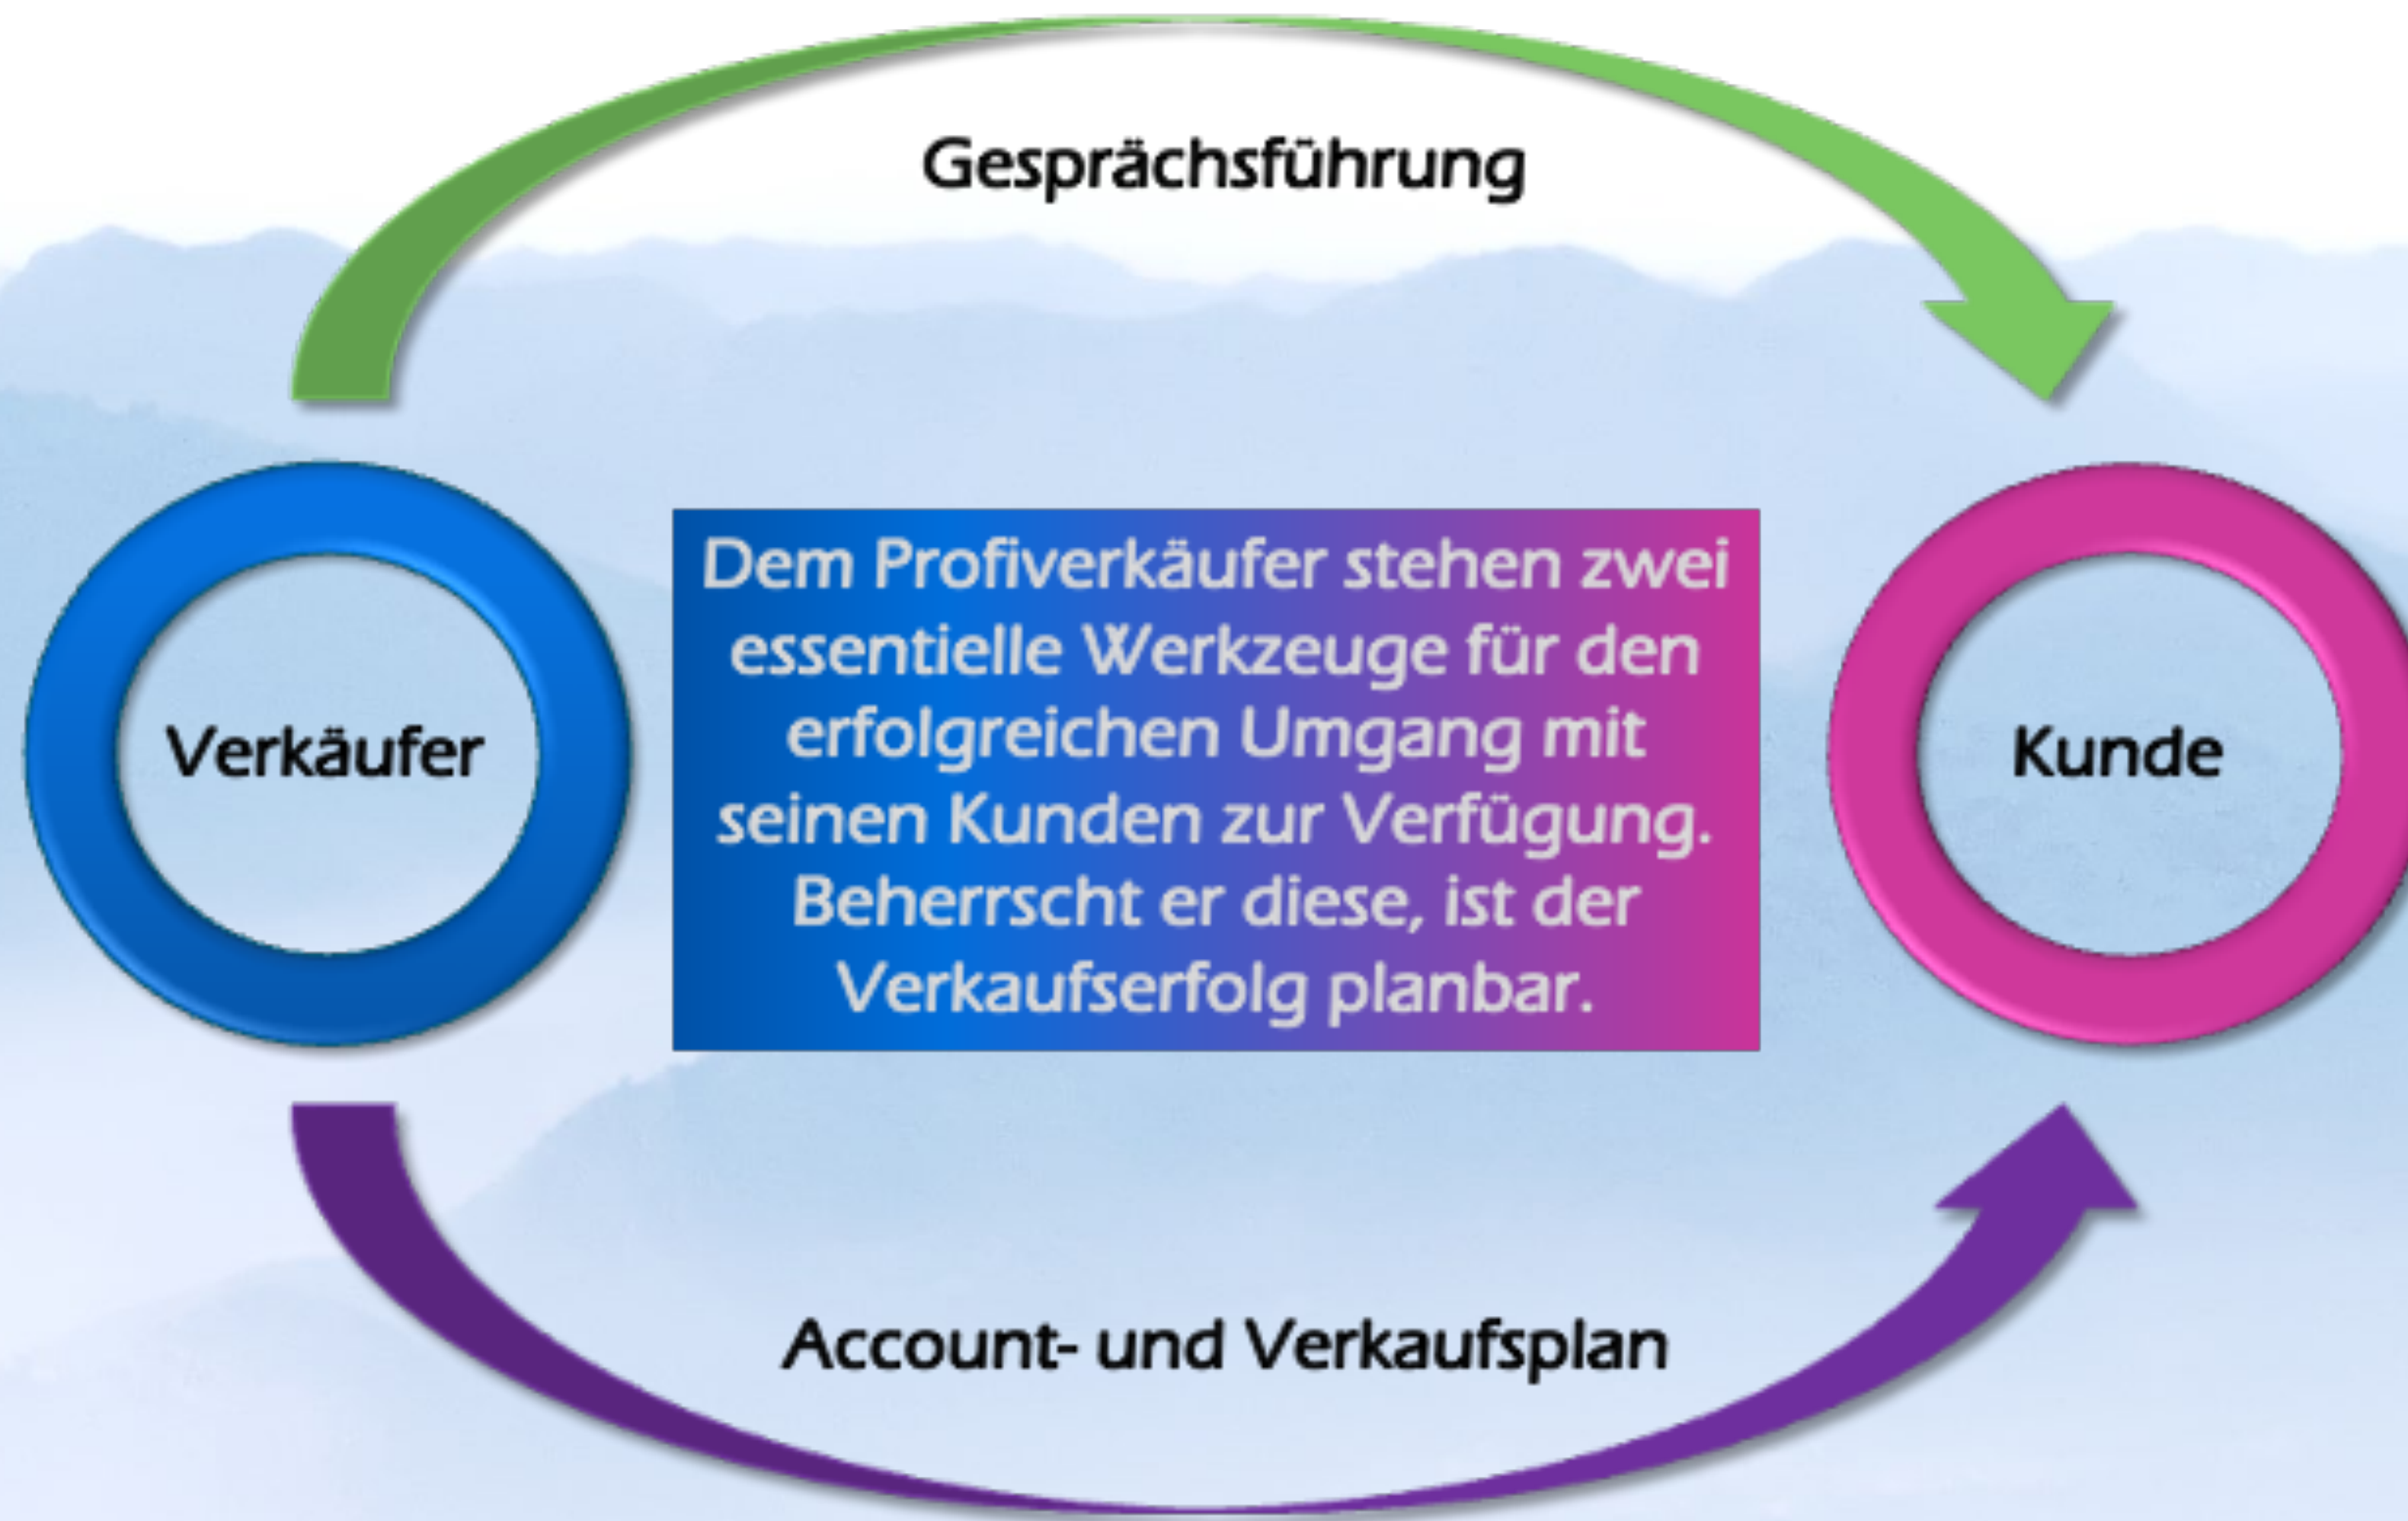 Gesprächsführung
Verkäufer
Dem Profiverkäufer stehen zwei
essentielle Werkzeuge für den
erfolgreichen Umgang mit
seinen Kunden zur Verfügung.
Beherrscht er diese, ist der
Verkaufserfolg planbar.
Kunde
Account- und Verkaufsplan